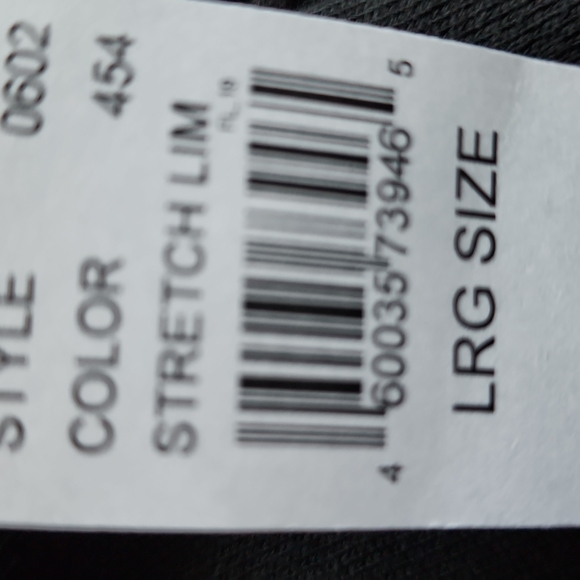 STYLE 0602
COLOR 454
STRETCH LIM
4 60035 73946 5
LRG SIZE